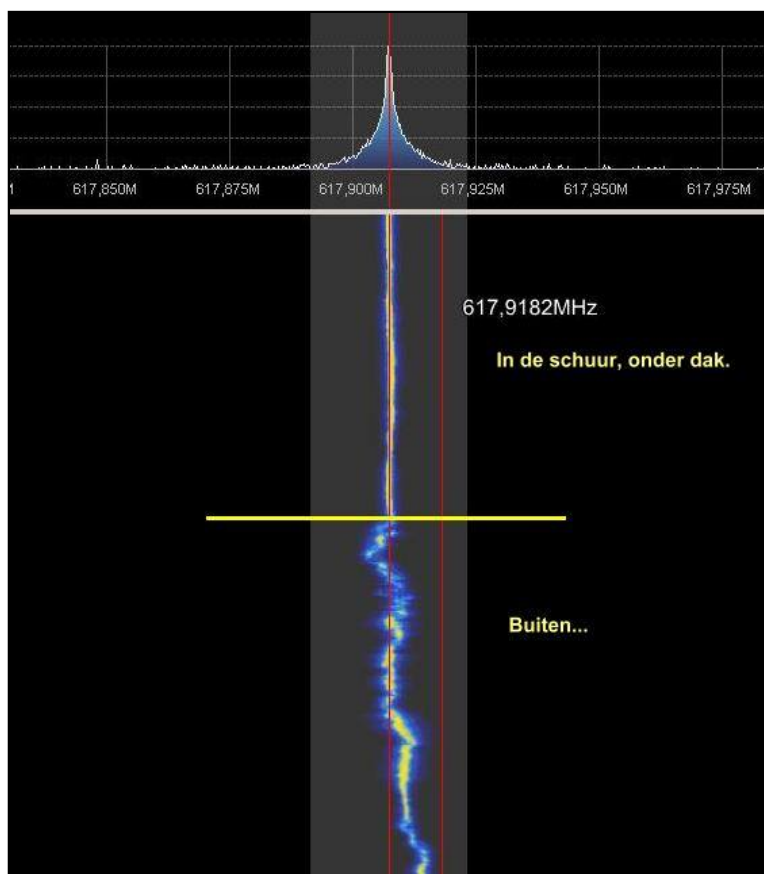 1 617,850M 617,875M 617,900M 617,925M 617,950M 617,975M
617,9182MHz
In de schuur, onder dak.
Buiten...